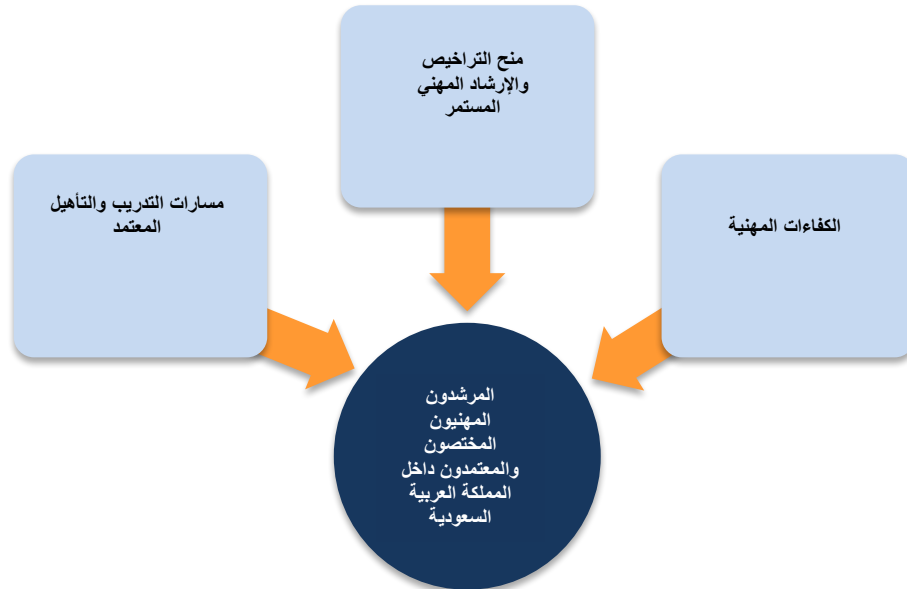 منح التراخيص
والإرشاد المهني
المستمر
الكفاءات المهنية
مسارات التدريب والتأهيل
المعتمد
المرشدون
المهنيون
المختصون
والمعتمدون داخل
المملكة العربية
السعودية